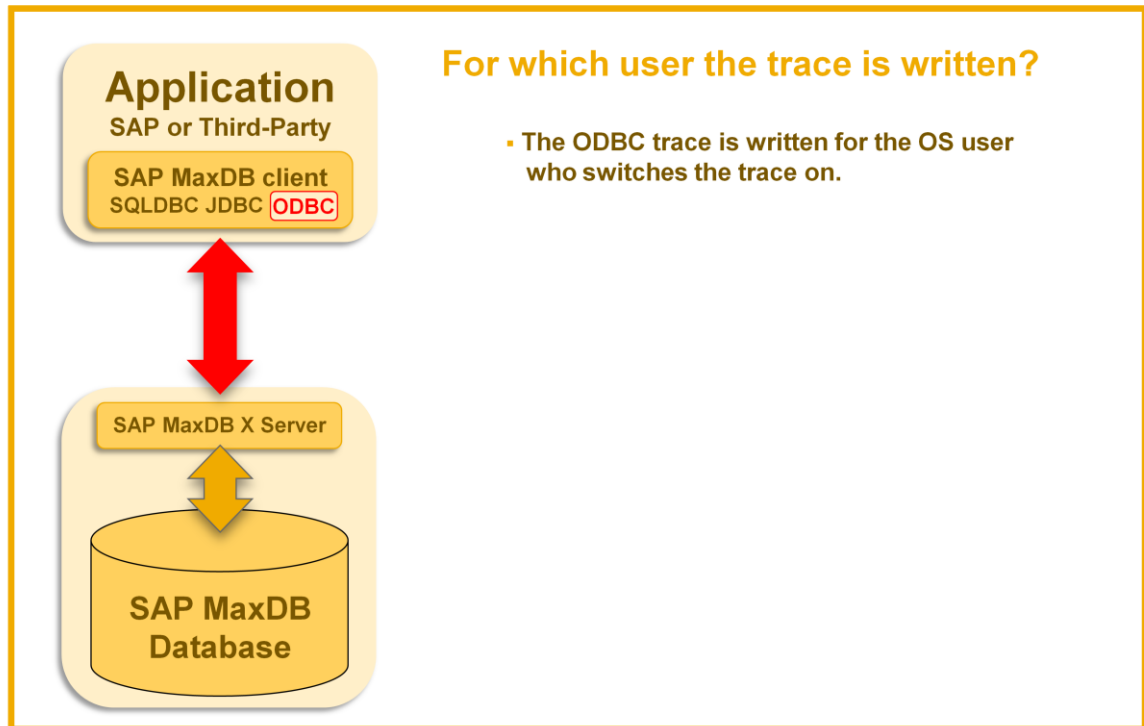 Application
SAP or Third-Party
SAP MaxDB client
SQLDBC JDBC ODBC
SAP MaxDB X Server
SAP MaxDB
Database
For which user the trace is written?
▪ The ODBC trace is written for the OS user
who switches the trace on.